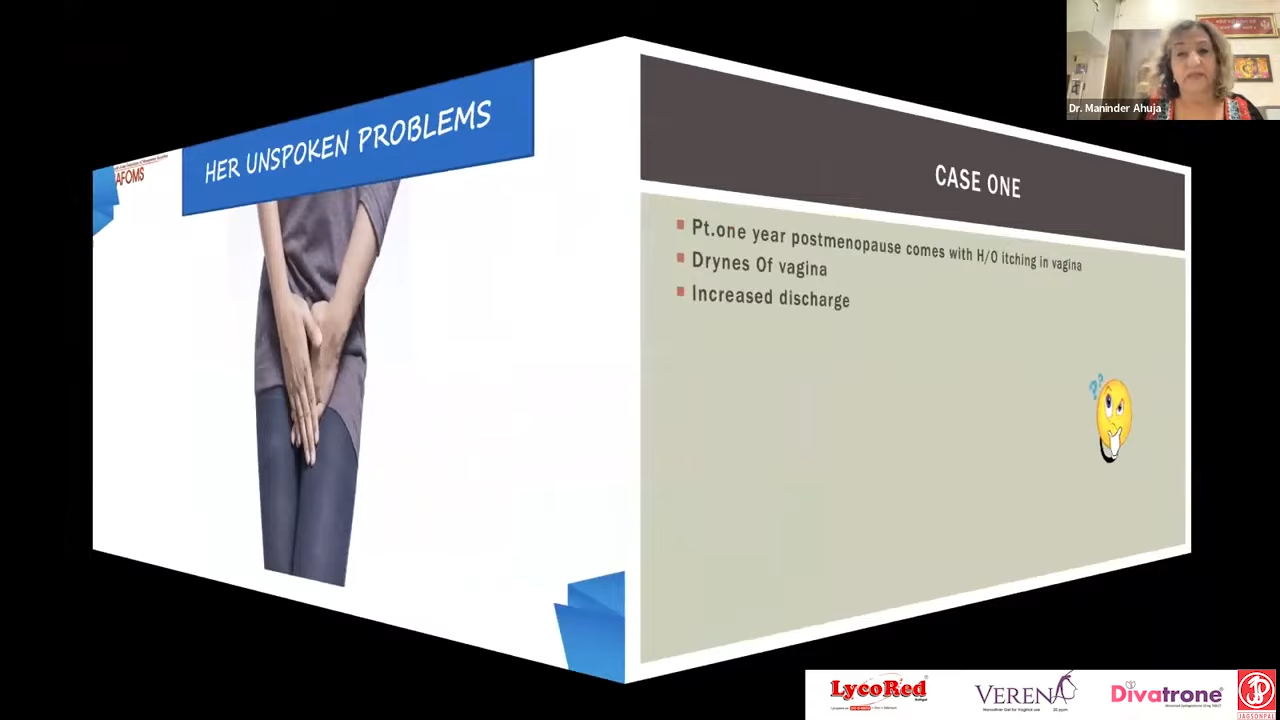 Dr. Maninder Ahuja
AFOMS
HER UNSPOKEN PROBLEMS
CASE ONE
Pt.one year postmenopause comes with H/O itching in vagina
Drynes Of vagina
Increased discharge
??
LycoRed
VERENA
Divatrone
JAGSONPAL